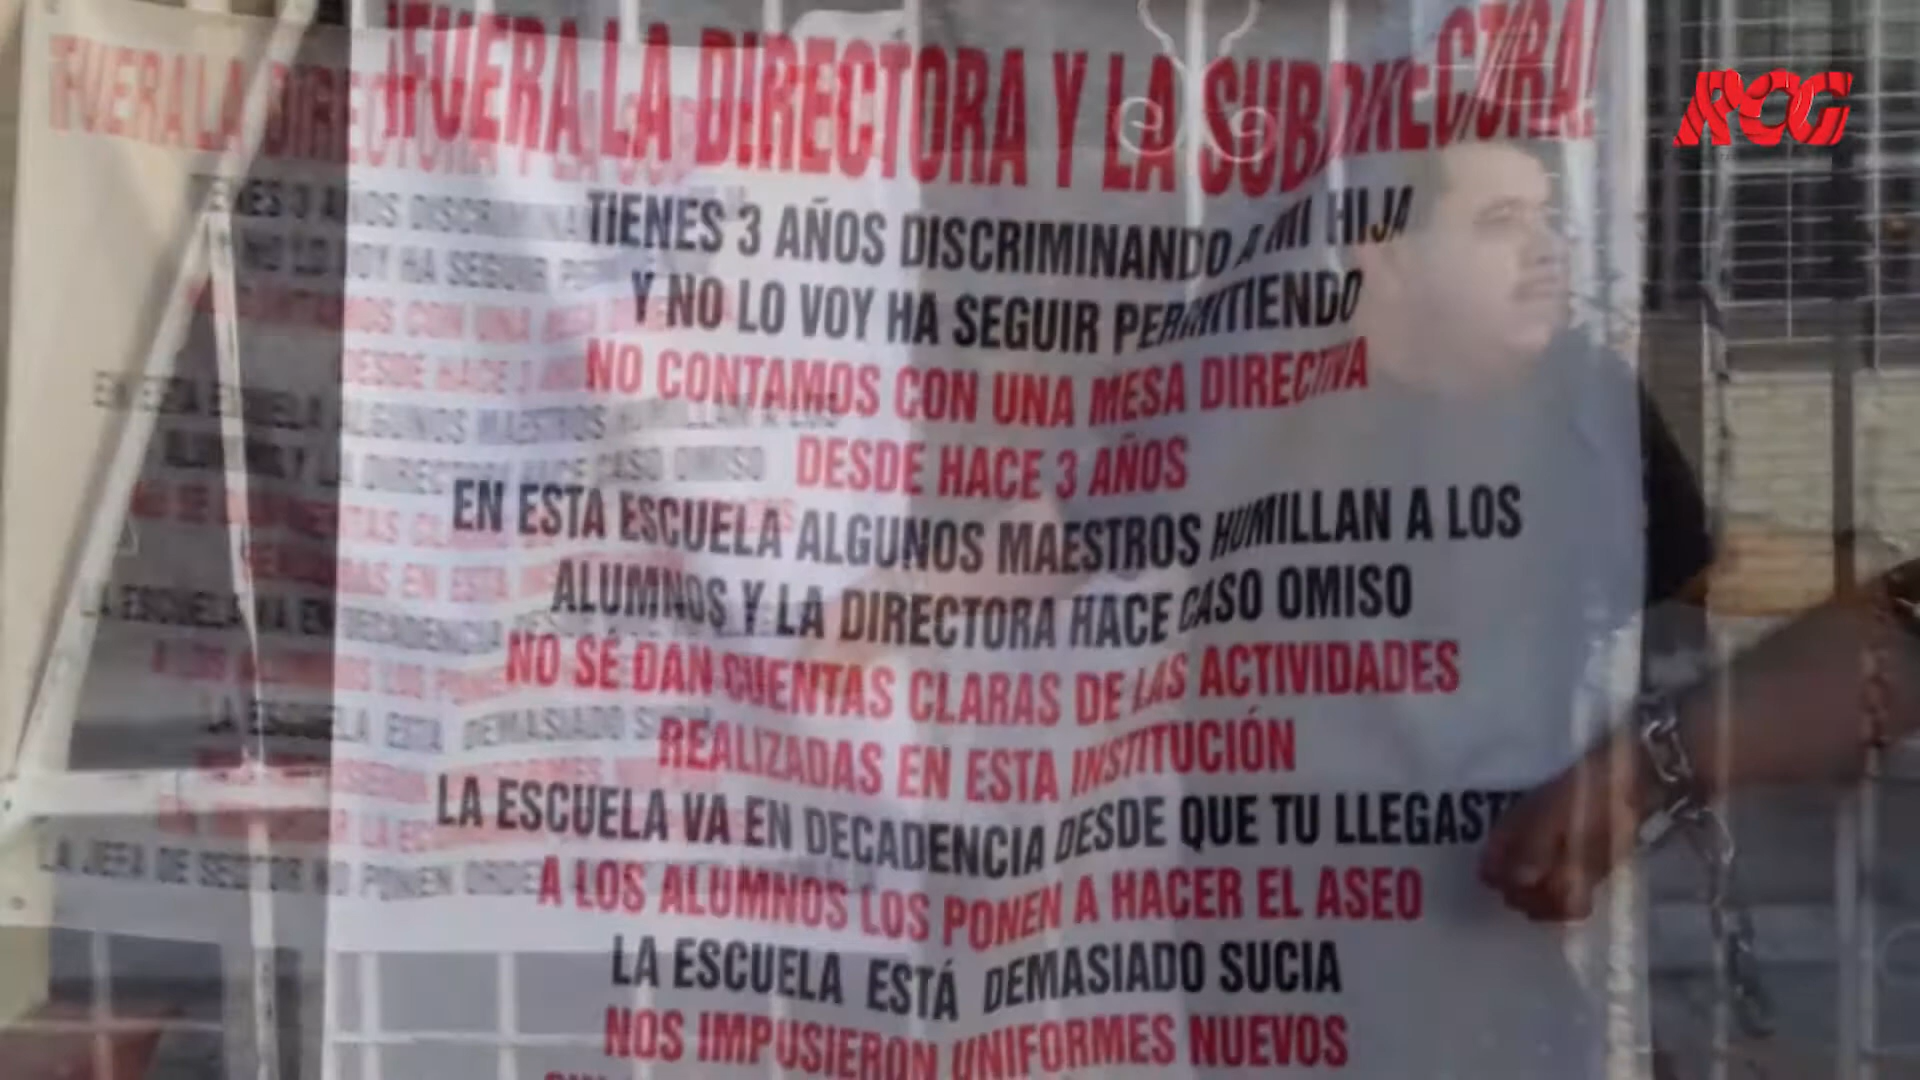 ¡FUERA LA DIRECTORA Y LA SUBDIRECTORA!
RCG
TIENES 3 AÑOS DISCRIMINANDO A MI HIJA
Y NO LO VOY HA SEGUIR PERMITIENDO
NO CONTAMOS CON UNA MESA DIRECTIVA
DESDE HACE 3 AÑOS
EN ESTA ESCUELA ALGUNOS MAESTROS HUMILLAN A LOS
ALUMNOS Y LA DIRECTORA HACE CASO OMISO
NO SE DAN CUENTAS CLARAS DE LAS ACTIVIDADES
REALIZADAS EN ESTA INSTITUCIÓN
LA ESCUELA VA EN DECADENCIA DESDE QUE TU LLEGASTE
A LOS ALUMNOS LOS PONEN A HACER EL ASEO
LA ESCUELA ESTÁ DEMASIADO SUCIA
NOS IMPUSIERON UNIFORMES NUEVOS